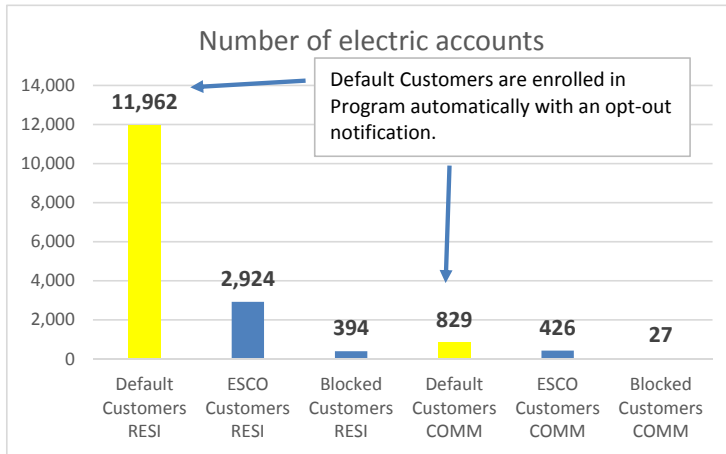 Number of electric accounts
Default Customers are enrolled in
Program automatically with an opt-out
notification.
14,000
12,000
10,000
8,000
6,000
4,000
2,000
0
11,962
2,924
394
829
426
27
Default
Customers
RESI
ESCO
Customers
RESI
Blocked
Customers
RESI
Default
Customers
COMM
ESCO
Customers
COMM
Blocked
Customers
COMM